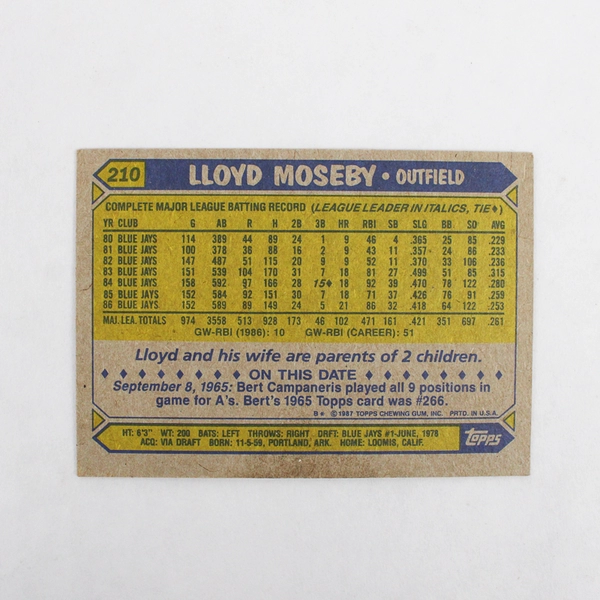 210 LLOYD MOSEBY • OUTFIELD
COMPLETE MAJOR LEAGUE BATTING RECORD (LEAGUE LEADER IN ITALICS, TIE♦)
YR CLUB G AB R H 2B 3B HR RBI SB SLG BB SO AVG
80 BLUE JAYS 114 389 44 89 24 1 9 46 4 .365 25 85 .229
81 BLUE JAYS 100 378 36 88 16 2 9 43 11 .357 24 86 .233
82 BLUE JAYS 147 487 51 115 20 9 9 52 11 .370 33 106 .236
83 BLUE JAYS 151 539 104 170 31 7 18 81 27 .499 51 85 .315
84 BLUE JAYS 158 592 97 166 28 15♦ 18 92 39 .470 78 122 .280
85 BLUE JAYS 152 584 92 151 30 7 18 71 37 .426 76 91 .259
86 BLUE JAYS 152 589 89 149 24 5 21 86 32 .418 64 122 .253
MAJ. LEA. TOTALS 974 3558 513 928 173 46 102 471 161 .421 351 697 .261
GW-RBI (1986): 10 GW-RBI (CAREER): 51
Lloyd and his wife are parents of 2 children.
♦ ♦ ♦ ♦ ♦ ♦ ♦ ON THIS DATE ♦ ♦ ♦ ♦ ♦ ♦ ♦
September 8, 1965: Bert Campaneris played all 9 positions in
game for A's. Bert's 1965 Topps card was #266.
B* © 1987 TOPPS CHEWING GUM, INC. PRTD. IN U.S.A.
HT: 6'3" WT: 200 BATS: LEFT THROWS: RIGHT DRFT: BLUE JAYS #1-JUNE, 1978
ACQ: VIA DRAFT BORN: 11-5-59, PORTLAND, ARK. HOME: LOOMIS, CALIF.
topps